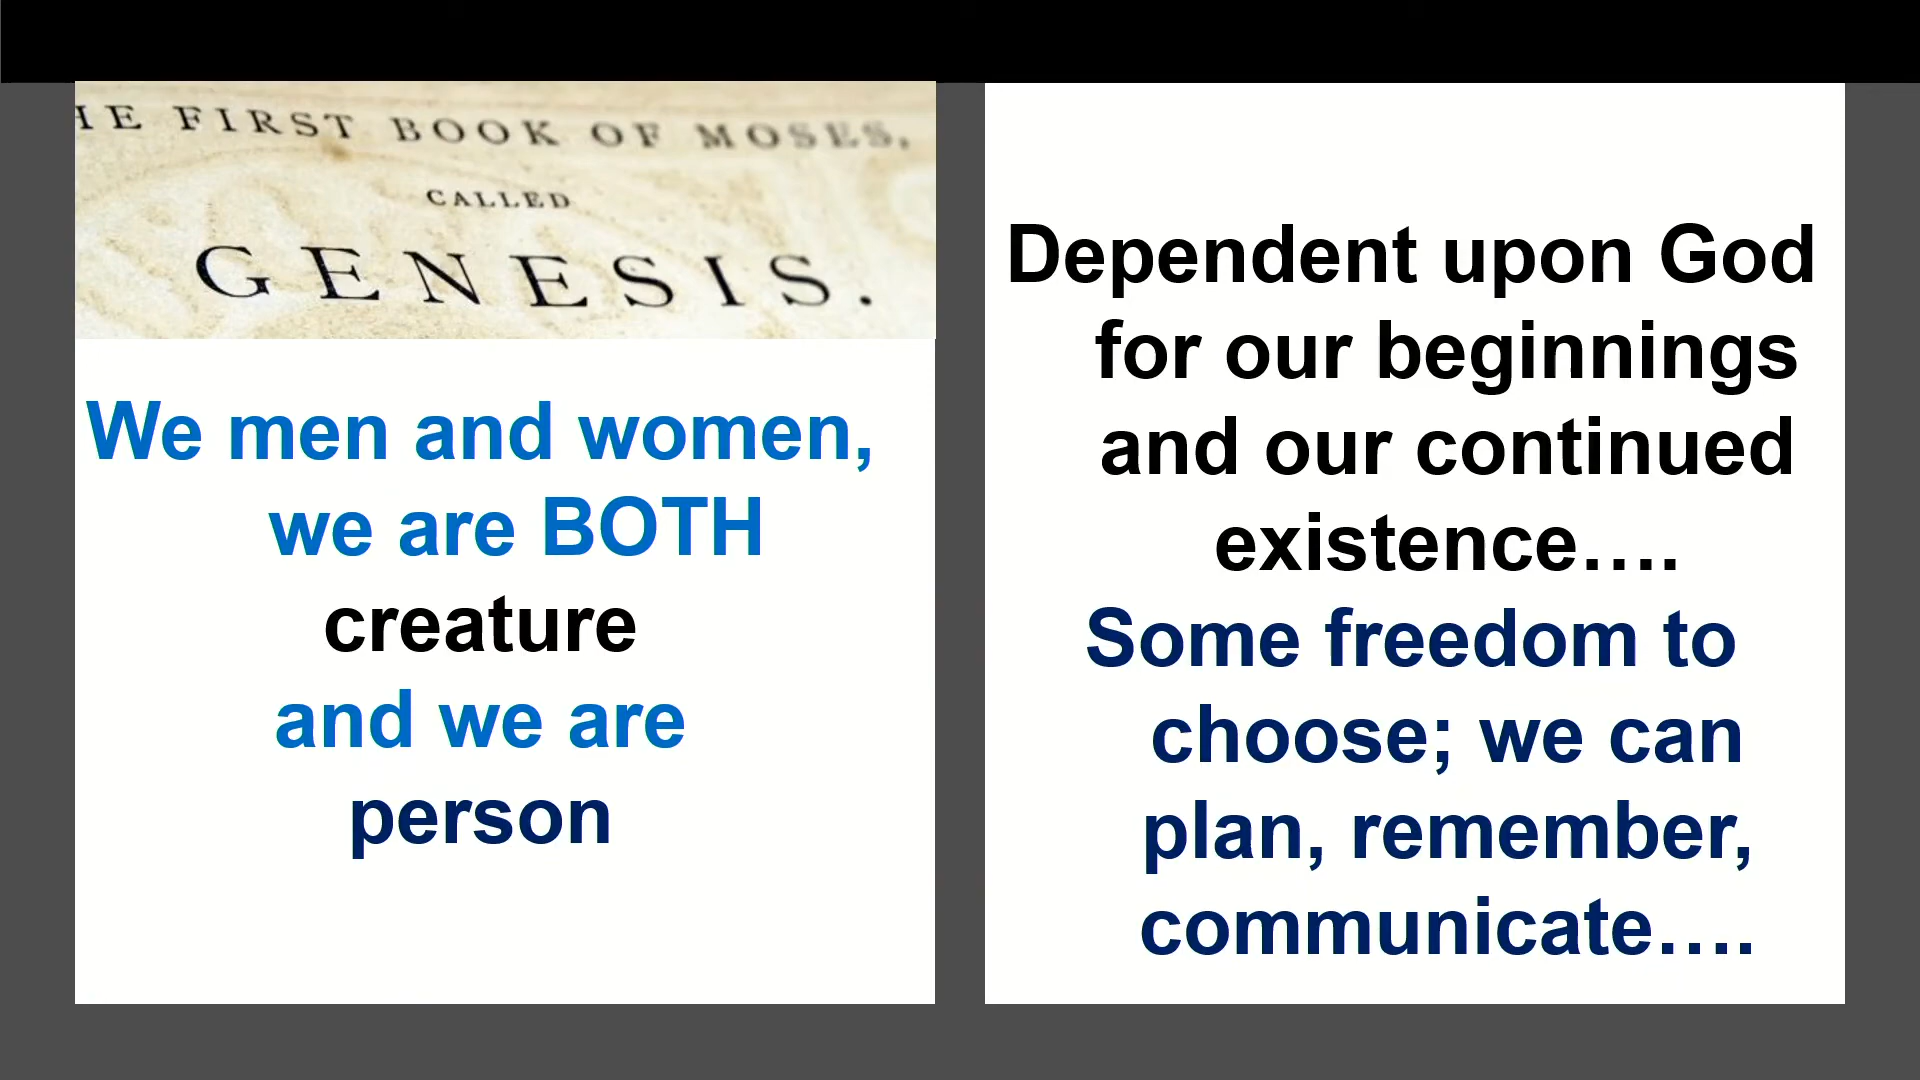 HE FIRST BOOK OF MOSES,
CALLED
GENESIS.
We men and women,
we are BOTH
creature
and we are
person
Dependent upon God
for our beginnings
and our continued
existence….
Some freedom to
choose; we can
plan, remember,
communicate….